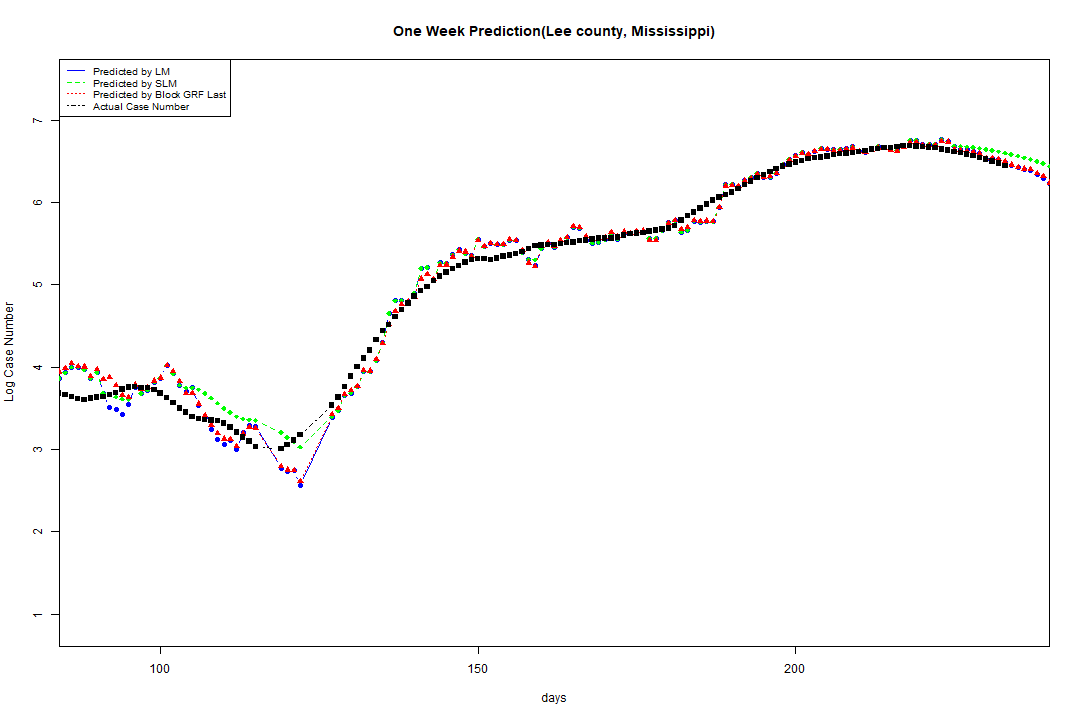 One Week Prediction(Lee county, Mississippi)
Predicted by LM
Predicted by SLM
Predicted by Block GRF Last
Actual Case Number
7
6
5
4
3
2
1
Log Case Number
100 150 200
days